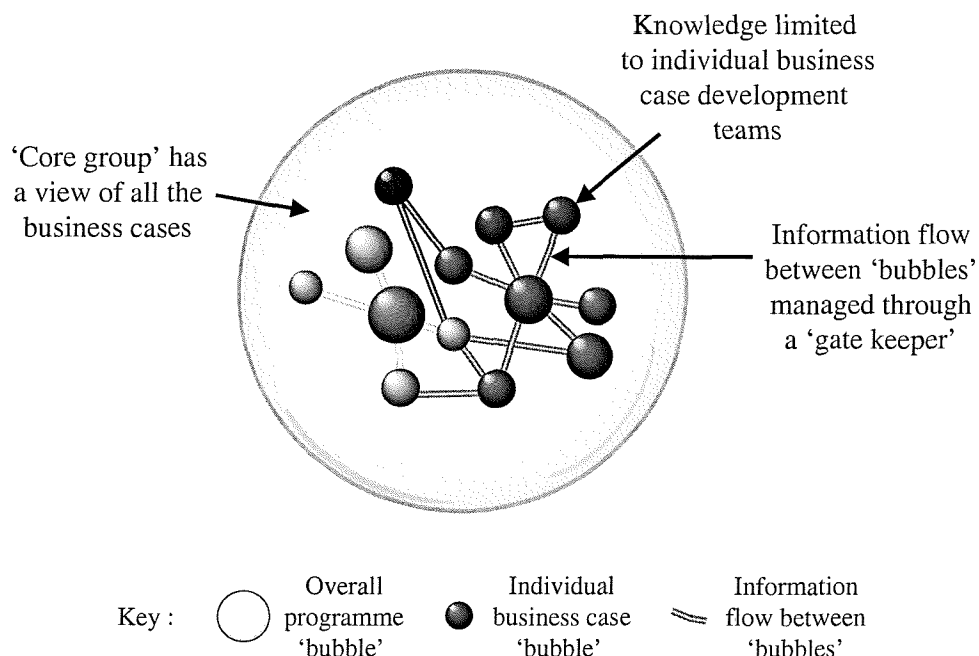 Knowledge limited
to individual business
case development
teams
‘Core group’ has
a view of all the
business cases
Information flow
between ‘bubbles’
managed through
a ‘gate keeper’
Key :
Overall
programme
‘bubble’
Individual
business case
‘bubble’
Information
flow between
‘bubbles’